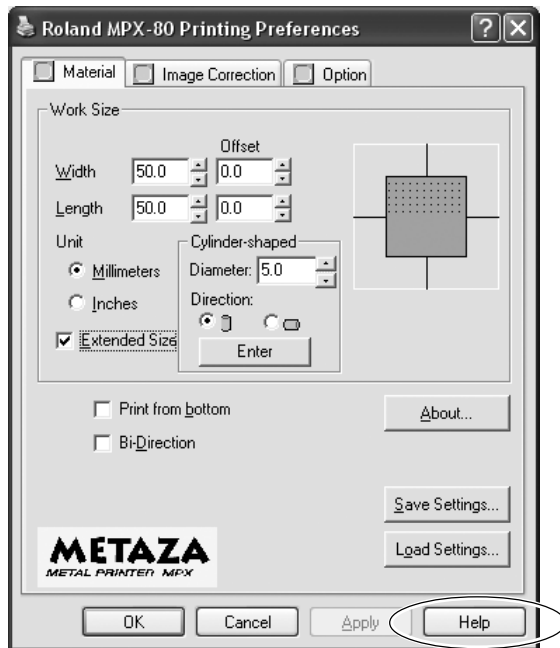 Roland MPX-80 Printing Preferences
Material Image Correction Option
Work Size
Offset
Width 50.0 0.0
Length 50.0 0.0
Unit
Millimeters
Inches
Extended Size
Cylinder-shaped
Diameter: 5.0
Direction:
Enter
Print from bottom
Bi-Direction
About...
Save Settings...
Load Settings...
METAZA
METAL PRINTER MPX
OK Cancel Apply Help